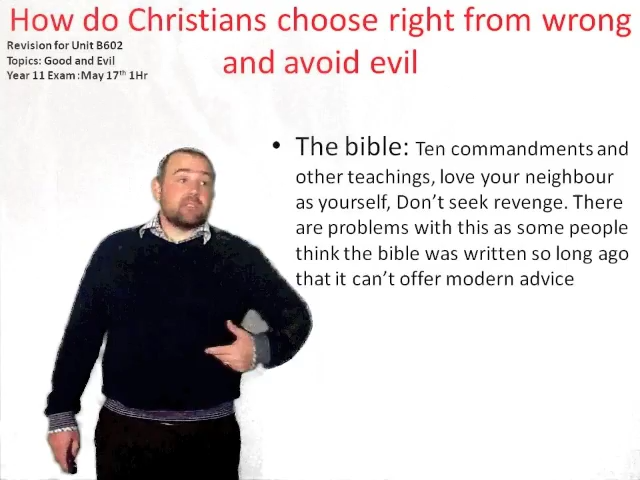 How do Christians choose right from wrong
and avoid evil
Revision for Unit B602
Topics: Good and Evil
Year 11 Exam :May 17th 1Hr
• The bible: Ten commandments and
other teachings, love your neighbour
as yourself, Don't seek revenge. There
are problems with this as some people
think the bible was written so long ago
that it can't offer modern advice